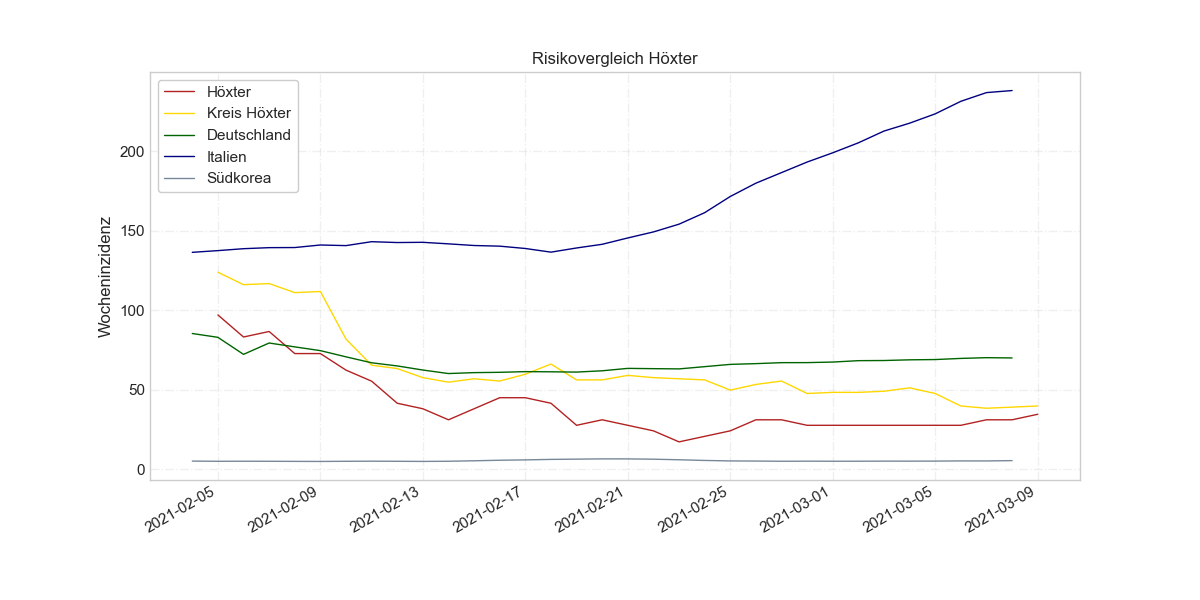 Risikovergleich Höxter
Höxter
Kreis Höxter
Deutschland
Italien
Südkorea
Wocheninzidenz
200
150
100
50
0
2021-02-05
2021-02-09
2021-02-13
2021-02-17
2021-02-21
2021-02-25
2021-03-01
2021-03-05
2021-03-09